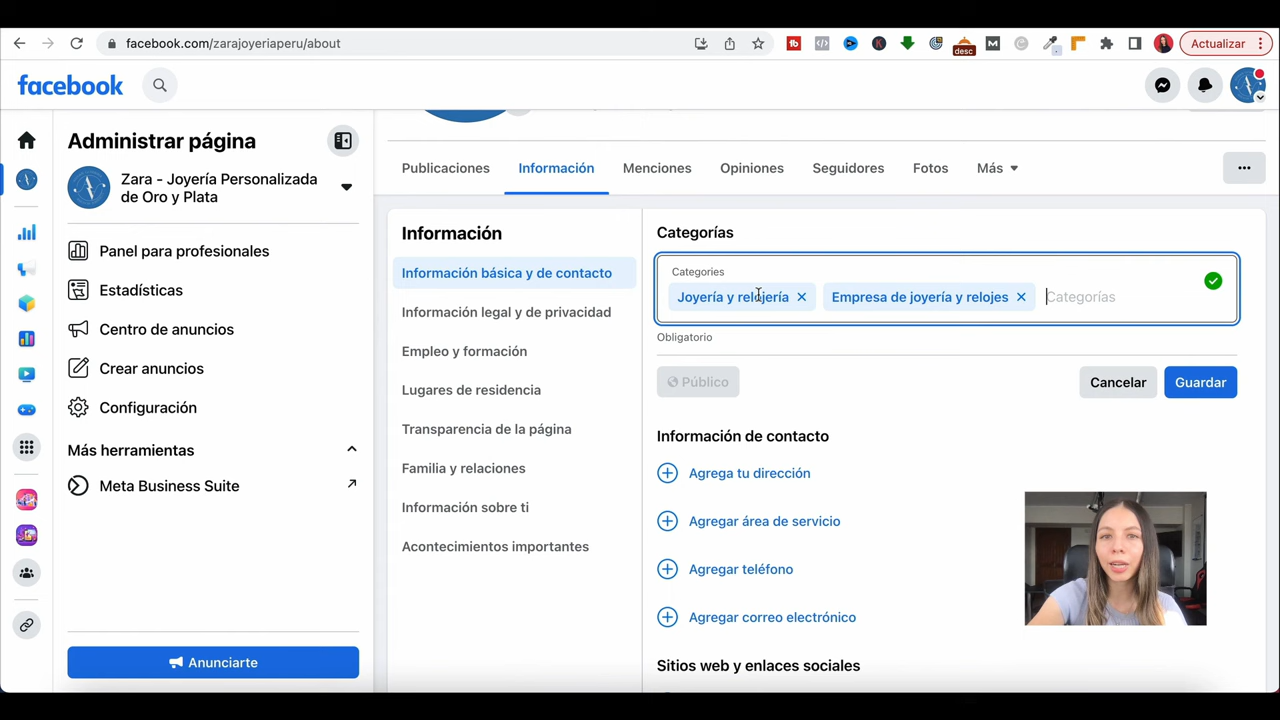 facebook.com/zarajoyeriaperu/about
desc
Actualizar
facebook
Administrar página
Zara - Joyería Personalizada
de Oro y Plata
Panel para profesionales
Estadísticas
Centro de anuncios
Crear anuncios
Configuración
Más herramientas
Meta Business Suite
Anunciarte
Publicaciones
Información
Menciones
Opiniones
Seguidores
Fotos
Más
Información
Información básica y de contacto
Información legal y de privacidad
Empleo y formación
Lugares de residencia
Transparencia de la página
Familia y relaciones
Información sobre ti
Acontecimientos importantes
Categorías
Categories
Joyería y relojería
Empresa de joyería y relojes
Categorías
Obligatorio
Público
Cancelar
Guardar
Información de contacto
Agrega tu dirección
Agregar área de servicio
Agregar teléfono
Agregar correo electrónico
Sitios web y enlaces sociales